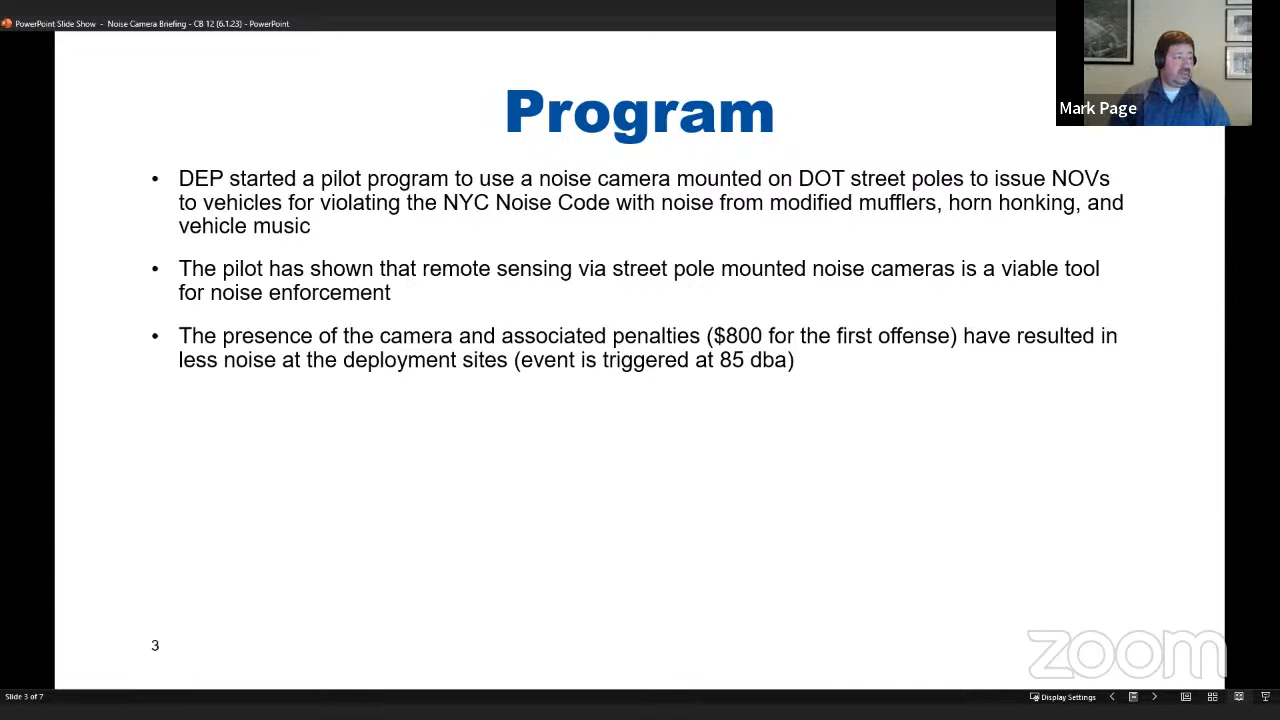 PowerPoint Slide Show - Noise Camera Briefing - CB 12 (6.1.23) - PowerPoint
Mark Page
Program
• DEP started a pilot program to use a noise camera mounted on DOT street poles to issue NOVs
to vehicles for violating the NYC Noise Code with noise from modified mufflers, horn honking, and
vehicle music
• The pilot has shown that remote sensing via street pole mounted noise cameras is a viable tool
for noise enforcement
• The presence of the camera and associated penalties ($800 for the first offense) have resulted in
less noise at the deployment sites (event is triggered at 85 dba)
3
zoom
Slide 3 of 7
Display Settings